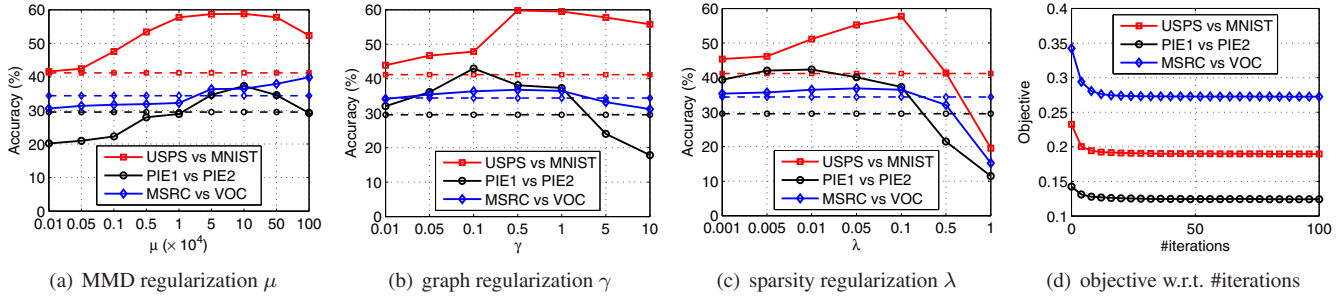 60
50
40
30
20
10
0
Accuracy (%)
USPS vs MNIST
PIE1 vs PIE2
MSRC vs VOC
0.01 0.05 0.1 0.5 1 5 10 50 100
μ (× 10⁴)
(a) MMD regularization μ
60
50
40
30
20
10
0
Accuracy (%)
USPS vs MNIST
PIE1 vs PIE2
MSRC vs VOC
0.01 0.05 0.1 0.5 1 5 10
γ
(b) graph regularization γ
60
50
40
30
20
10
0
Accuracy (%)
USPS vs MNIST
PIE1 vs PIE2
MSRC vs VOC
0.001 0.005 0.01 0.05 0.1 0.5 1
λ
(c) sparsity regularization λ
0.4
0.35
0.3
0.25
0.2
0.15
0.1
Objective
USPS vs MNIST
PIE1 vs PIE2
MSRC vs VOC
0 20 40 60 80 100
#iterations
(d) objective w.r.t. #iterations